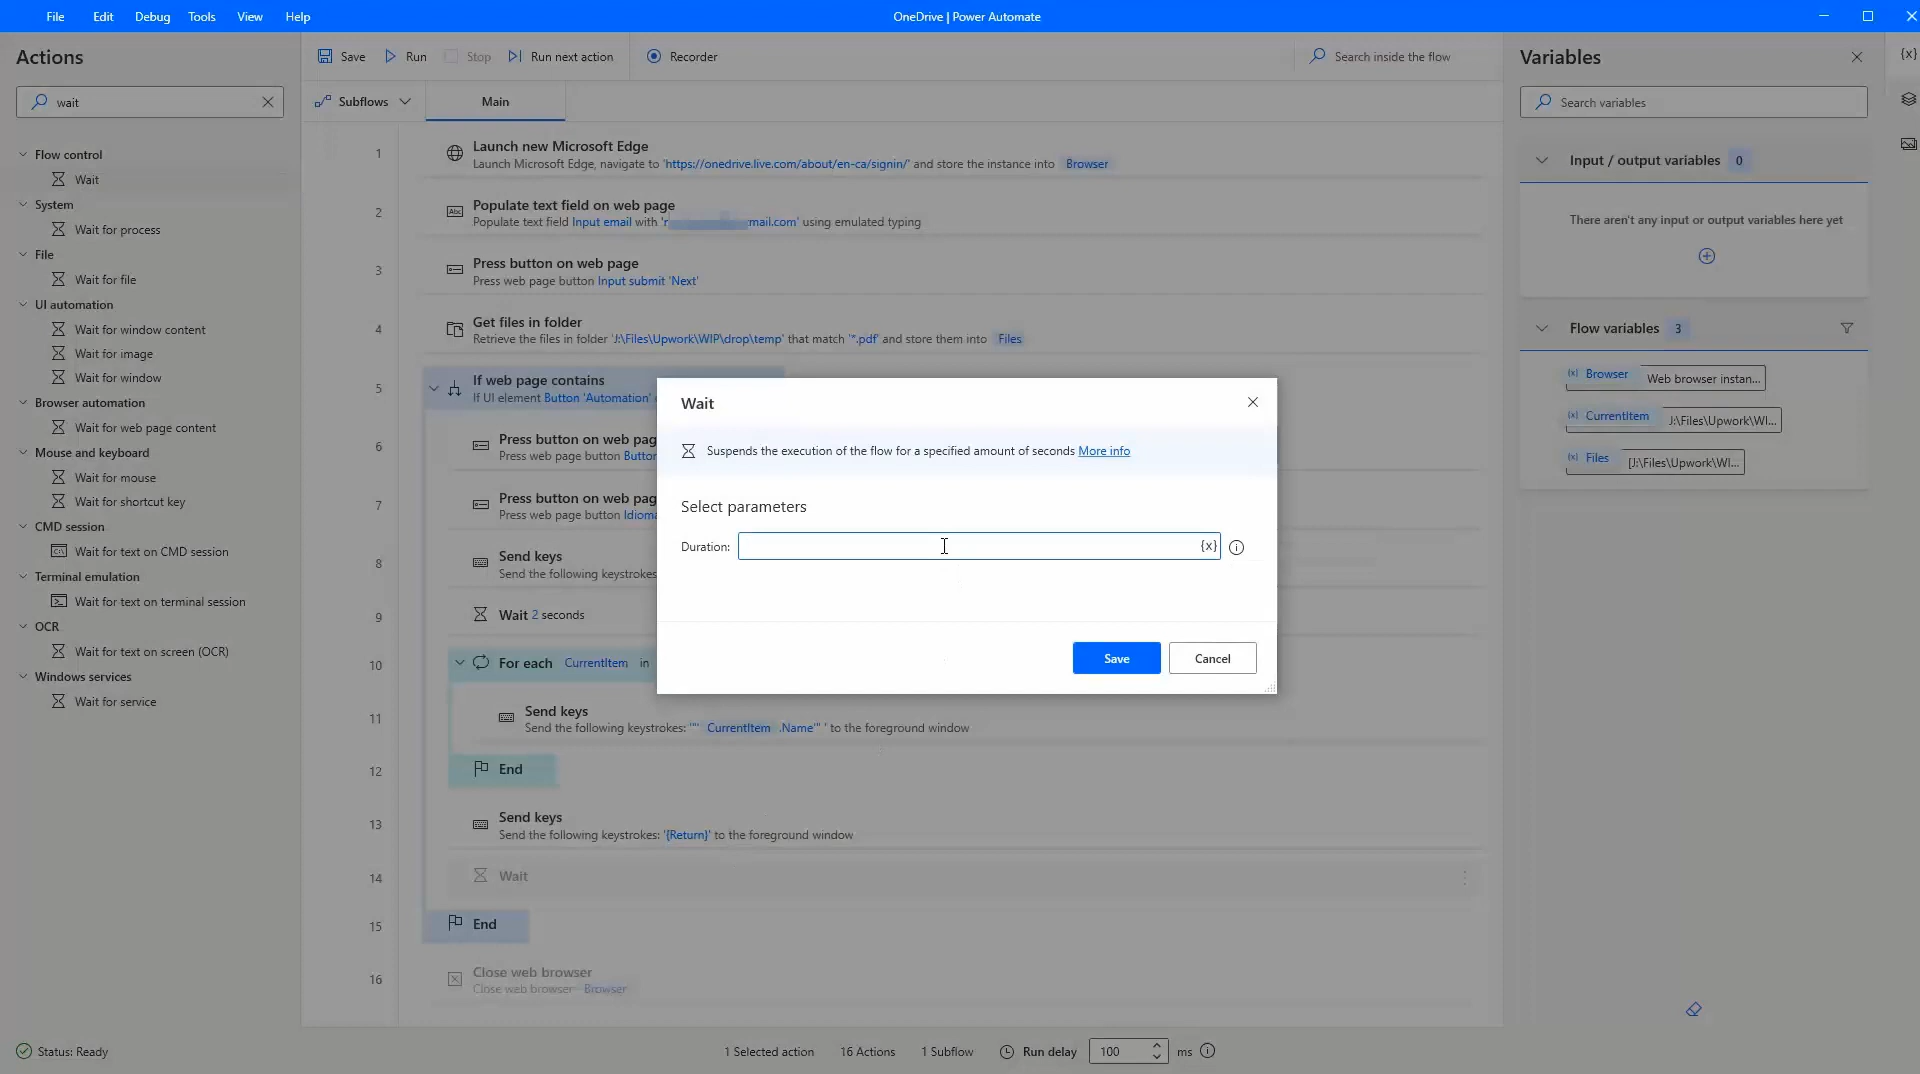 File Edit Debug Tools View Help OneDrive | Power Automate
Actions
wait
Flow control
Wait
System
Wait for process
File
Wait for file
UI automation
Wait for window content
Wait for image
Wait for window
Browser automation
Wait for web page content
Mouse and keyboard
Wait for mouse
Wait for shortcut key
CMD session
Wait for text on CMD session
Terminal emulation
Wait for text on terminal session
OCR
Wait for text on screen (OCR)
Windows services
Wait for service
Save Run Stop Run next action Recorder Search inside the flow
Subflows Main
1 Launch new Microsoft Edge
Launch Microsoft Edge, navigate to 'https://onedrive.live.com/about/en-ca/signin/' and store the instance into Browser
2 Populate text field on web page
Populate text field Input email with 'r mail.com' using emulated typing
3 Press button on web page
Press web page button Input submit 'Next'
4 Get files in folder
Retrieve the files in folder 'J:\Files\Upwork\WIP\drop\temp' that match '*.pdf' and store them into Files
5 If web page contains
If UI element Button 'Automation'
6 Press button on web pag
Press web page button Button
7 Press button on web pag
Press web page button Idioma
8 Send keys
Send the following keystrokes
9 Wait 2 seconds
10 For each CurrentItem in
11 Send keys
Send the following keystrokes: '"' CurrentItem .Name'" ' to the foreground window
12 End
13 Send keys
Send the following keystrokes: '{Return}' to the foreground window
14 Wait
15 End
16 Close web browser
Close web browser Browser
Wait
Suspends the execution of the flow for a specified amount of seconds More info
Select parameters
Duration: {x}
Save Cancel
Variables {x}
Search variables
Input / output variables 0
There aren't any input or output variables here yet
Flow variables 3
(x) Browser Web browser instan...
(x) CurrentItem J:\Files\Upwork\WI...
(x) Files [J:\Files\Upwork\WI...
Status: Ready 1 Selected action 16 Actions 1 Subflow Run delay 100 ms